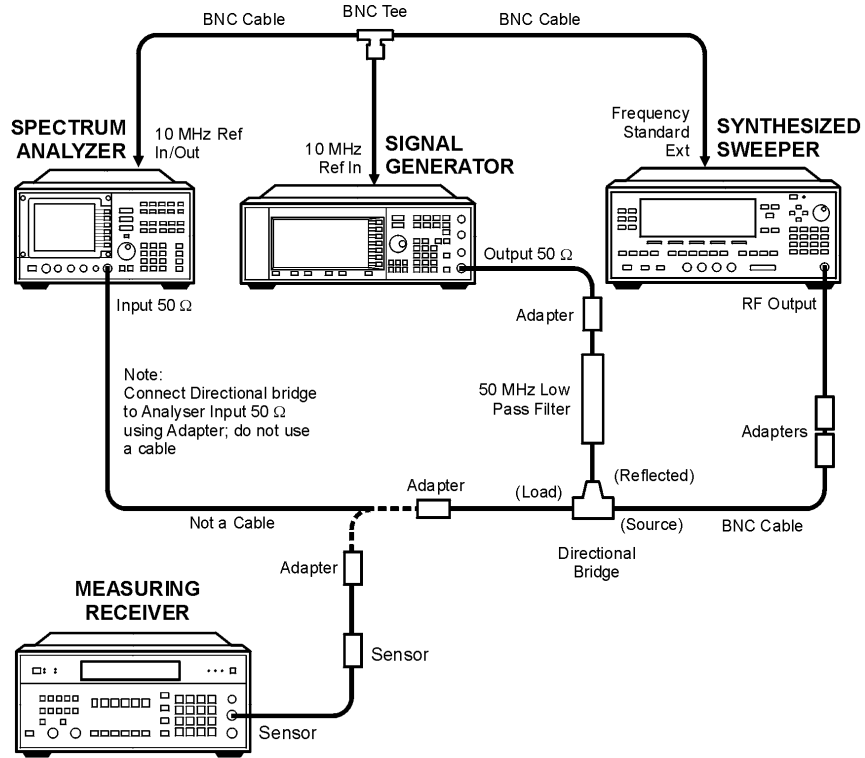 BNC Cable
BNC Tee
BNC Cable
SPECTRUM
ANALYZER
10 MHz Ref
In/Out
10 MHz
Ref In
SIGNAL
GENERATOR
Frequency
Standard
Ext
SYNTHESIZED
SWEEPER
Input 50 Ω
Output 50 Ω
RF Output
Adapter
Note:
Connect Directional bridge
to Analyser Input 50 Ω
using Adapter; do not use
a cable
50 MHz Low
Pass Filter
Adapters
Adapter
(Load)
(Reflected)
Not a Cable
(Source)
BNC Cable
Directional
Bridge
Adapter
MEASURING
RECEIVER
Sensor
Sensor